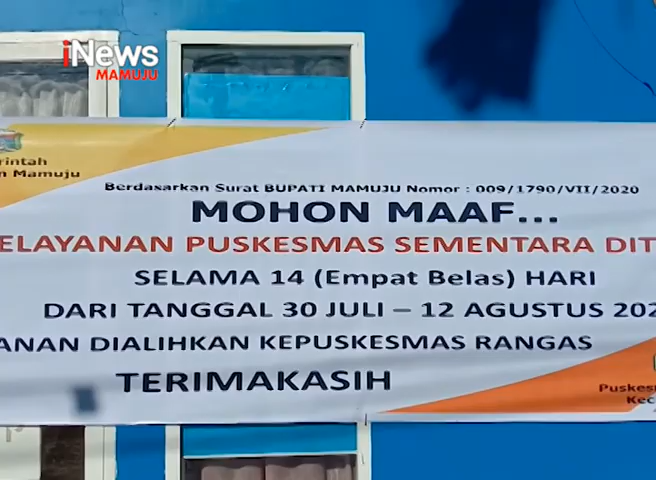 iNews
MAMUJU
Mamuju
Berdasarkan Surat BUPATI MAMUJU Nomor : 009/1790/VII/2020
MOHON MAAF...
ELAYANAN PUSKESMAS SEMENTARA DIT
SELAMA 14 (Empat Belas) HARI
DARI TANGGAL 30 JULI – 12 AGUSTUS 202
ANAN DIALIHKAN KEPUSKESMAS RANGAS
TERIMAKASIH
Puskes
Kec